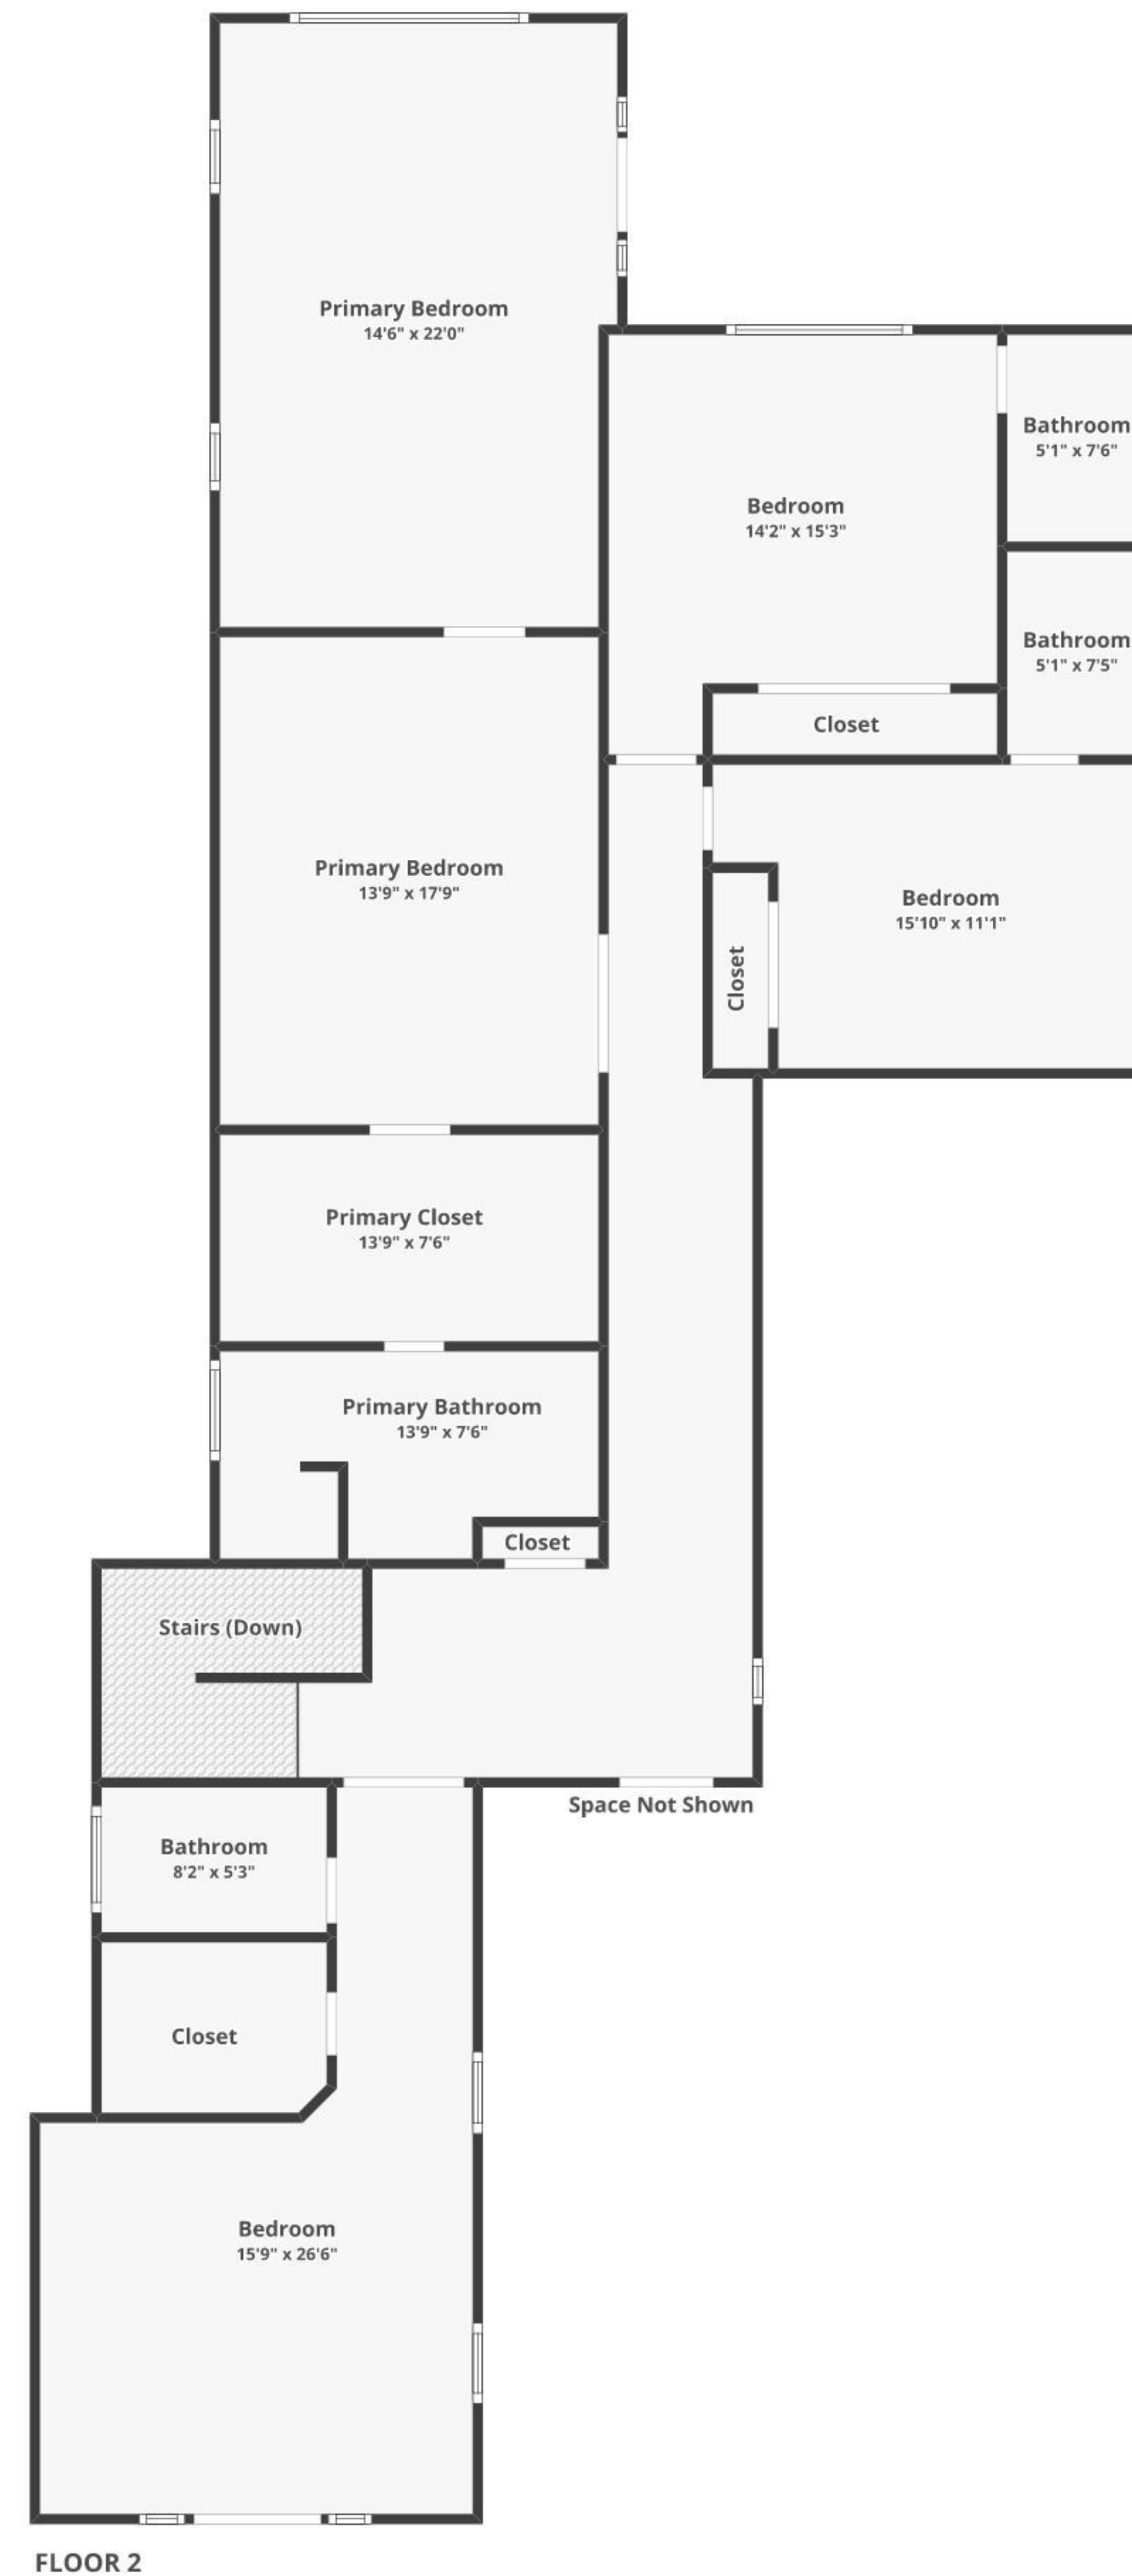 Primary Bedroom
14'6" x 22'0"
Bathroom
5'1" x 7'6"
Bedroom
14'2" x 15'3"
Bathroom
5'1" x 7'5"
Closet
Primary Bedroom
13'9" x 17'9"
Bedroom
15'10" x 11'1"
Closet
Primary Closet
13'9" x 7'6"
Primary Bathroom
13'9" x 7'6"
Closet
Stairs (Down)
Space Not Shown
Bathroom
8'2" x 5'3"
Closet
Bedroom
15'9" x 26'6"
FLOOR 2